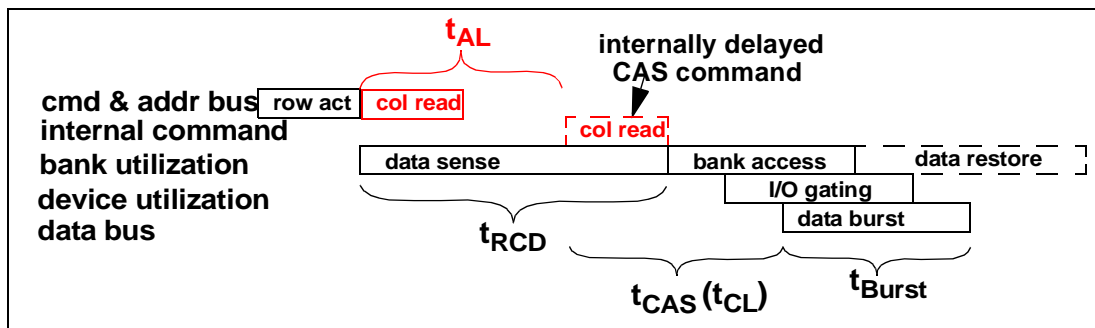 tAL
internally delayed
CAS command
cmd & addr bus row act col read
internal command col read
bank utilization data sense bank access data restore
device utilization I/O gating
data bus data burst
tRCD
tCAS (tCL) tBurst